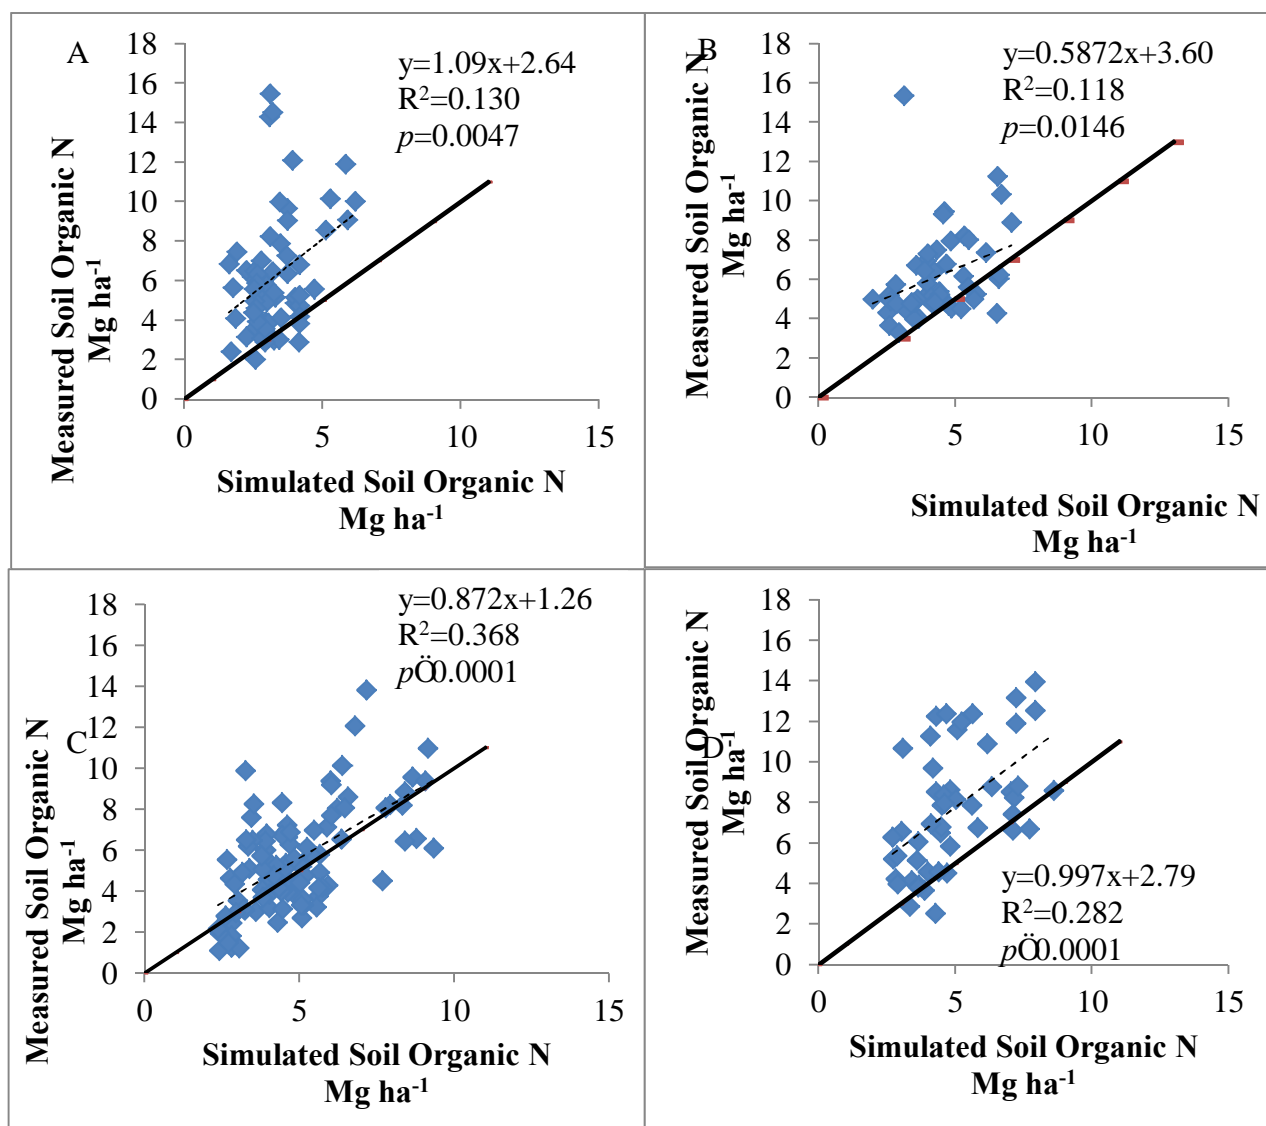 A
y=1.09x+2.64
R²=0.130
p=0.0047
18
16
14
12
10
8
6
4
2
0
0 5 10 15
Measured Soil Organic N
Mg ha⁻¹
Simulated Soil Organic N
Mg ha⁻¹
B
y=0.5872x+3.60
R²=0.118
p=0.0146
18
16
14
12
10
8
6
4
2
0
0 5 10 15
Measured Soil Organic N
Mg ha⁻¹
Simulated Soil Organic N
Mg ha⁻¹
C
y=0.872x+1.26
R²=0.368
pÖ0.0001
18
16
14
12
10
8
6
4
2
0
0 5 10 15
Measured Soil Organic N
Mg ha⁻¹
Simulated Soil Organic N
Mg ha⁻¹
D
18
16
14
12
10
8
6
4
2
0
0 5 10 15
y=0.997x+2.79
R²=0.282
pÖ0.0001
Measured Soil Organic N
Mg ha⁻¹
Simulated Soil Organic N
Mg ha⁻¹